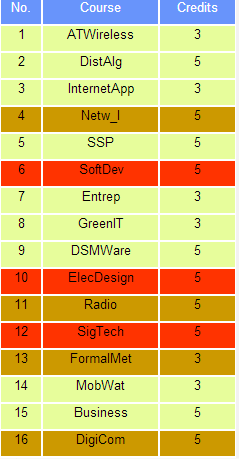 No. Course Credits
1 ATWireless 3
2 DistAlg 5
3 InternetApp 3
4 Netw_I 5
5 SSP 5
6 SoftDev 5
7 Entrep 3
8 GreenIT 3
9 DSMWare 5
10 ElecDesign 5
11 Radio 5
12 SigTech 5
13 FormalMet 3
14 MobWat 3
15 Business 5
16 DigiCom 5